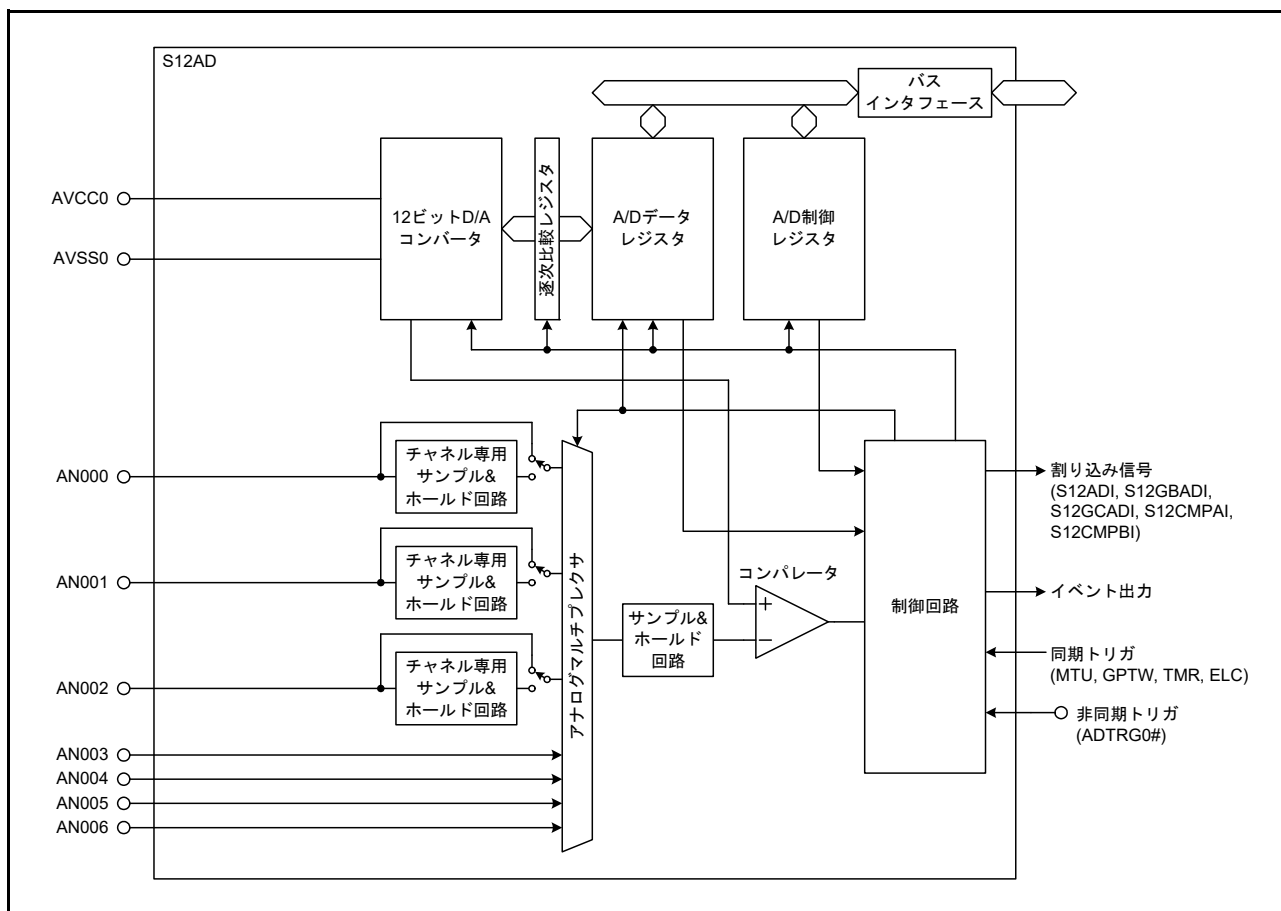 S12AD
バス
インタフェース
AVCC0
AVSS0
12ビットD/A
コンバータ
逐次比較レジスタ
A/Dデータ
レジスタ
A/D制御
レジスタ
AN000
チャネル専用
サンプル&
ホールド回路
AN001
チャネル専用
サンプル&
ホールド回路
AN002
チャネル専用
サンプル&
ホールド回路
AN003
AN004
AN005
AN006
アナログマルチプレクサ
サンプル&
ホールド
回路
コンパレータ
+
−
制御回路
割り込み信号
(S12ADI, S12GBADI,
S12GCADI, S12CMPAI,
S12CMPBI)
イベント出力
同期トリガ
(MTU, GPTW, TMR, ELC)
非同期トリガ
(ADTRG0#)